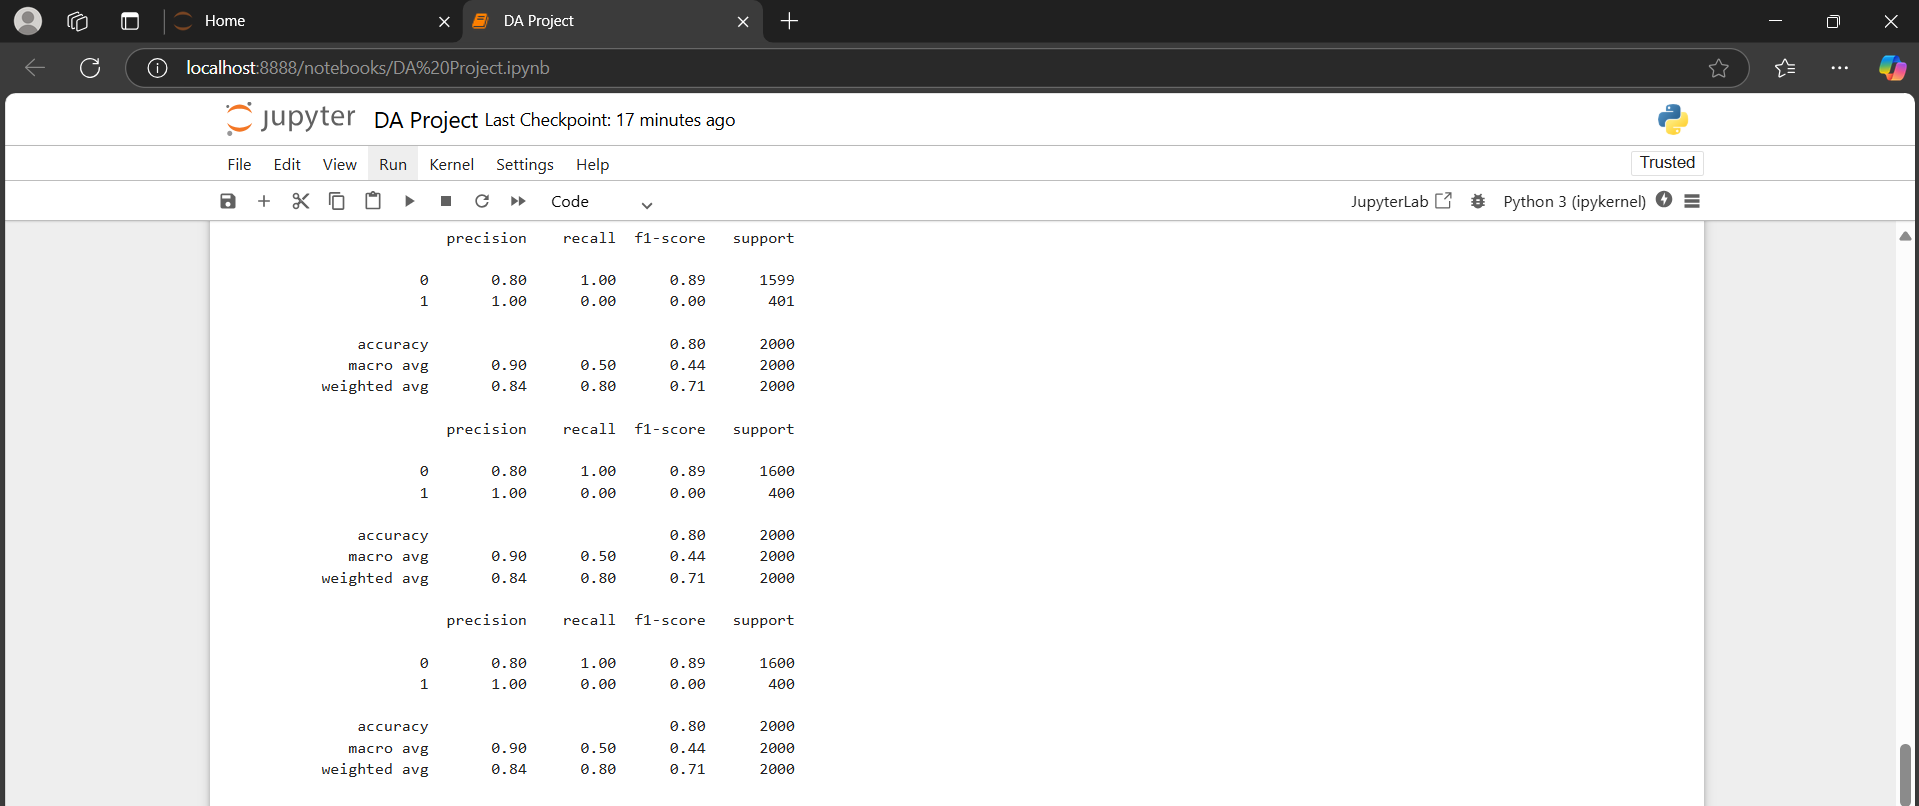 Home
DA Project
localhost:8888/notebooks/DA%20Project.ipynb
jupyter DA Project Last Checkpoint: 17 minutes ago
File Edit View Run Kernel Settings Help
Trusted
Code
JupyterLab
Python 3 (ipykernel)
precision recall f1-score support
0 0.80 1.00 0.89 1599
1 1.00 0.00 0.00 401
accuracy 0.80 2000
macro avg 0.90 0.50 0.44 2000
weighted avg 0.84 0.80 0.71 2000
precision recall f1-score support
0 0.80 1.00 0.89 1600
1 1.00 0.00 0.00 400
accuracy 0.80 2000
macro avg 0.90 0.50 0.44 2000
weighted avg 0.84 0.80 0.71 2000
precision recall f1-score support
0 0.80 1.00 0.89 1600
1 1.00 0.00 0.00 400
accuracy 0.80 2000
macro avg 0.90 0.50 0.44 2000
weighted avg 0.84 0.80 0.71 2000